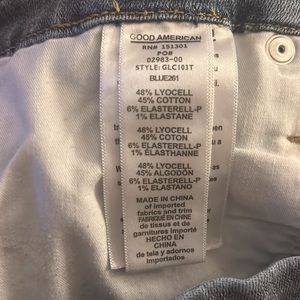 GOOD AMERICAN
RN# 151301
PO#
02983-00
STYLE: GLC103T
BLUE261
48% LYOCELL
45% COTTON
6% ELASTERELL-P
1% ELASTANE
48% LYOCELL
45% COTON
6% ELASTERELL-P
1% ELASTHANNE
48% LYOCELL
45% ALGODÓN
6% ELASTERELL-P
1% ELASTANO
MADE IN CHINA
of imported
fabrics and trim
FABRIQUÉ EN CHINE
de tissus et de
garnitures importé
HECHO EN
CHINA
de tela y adornos
importados